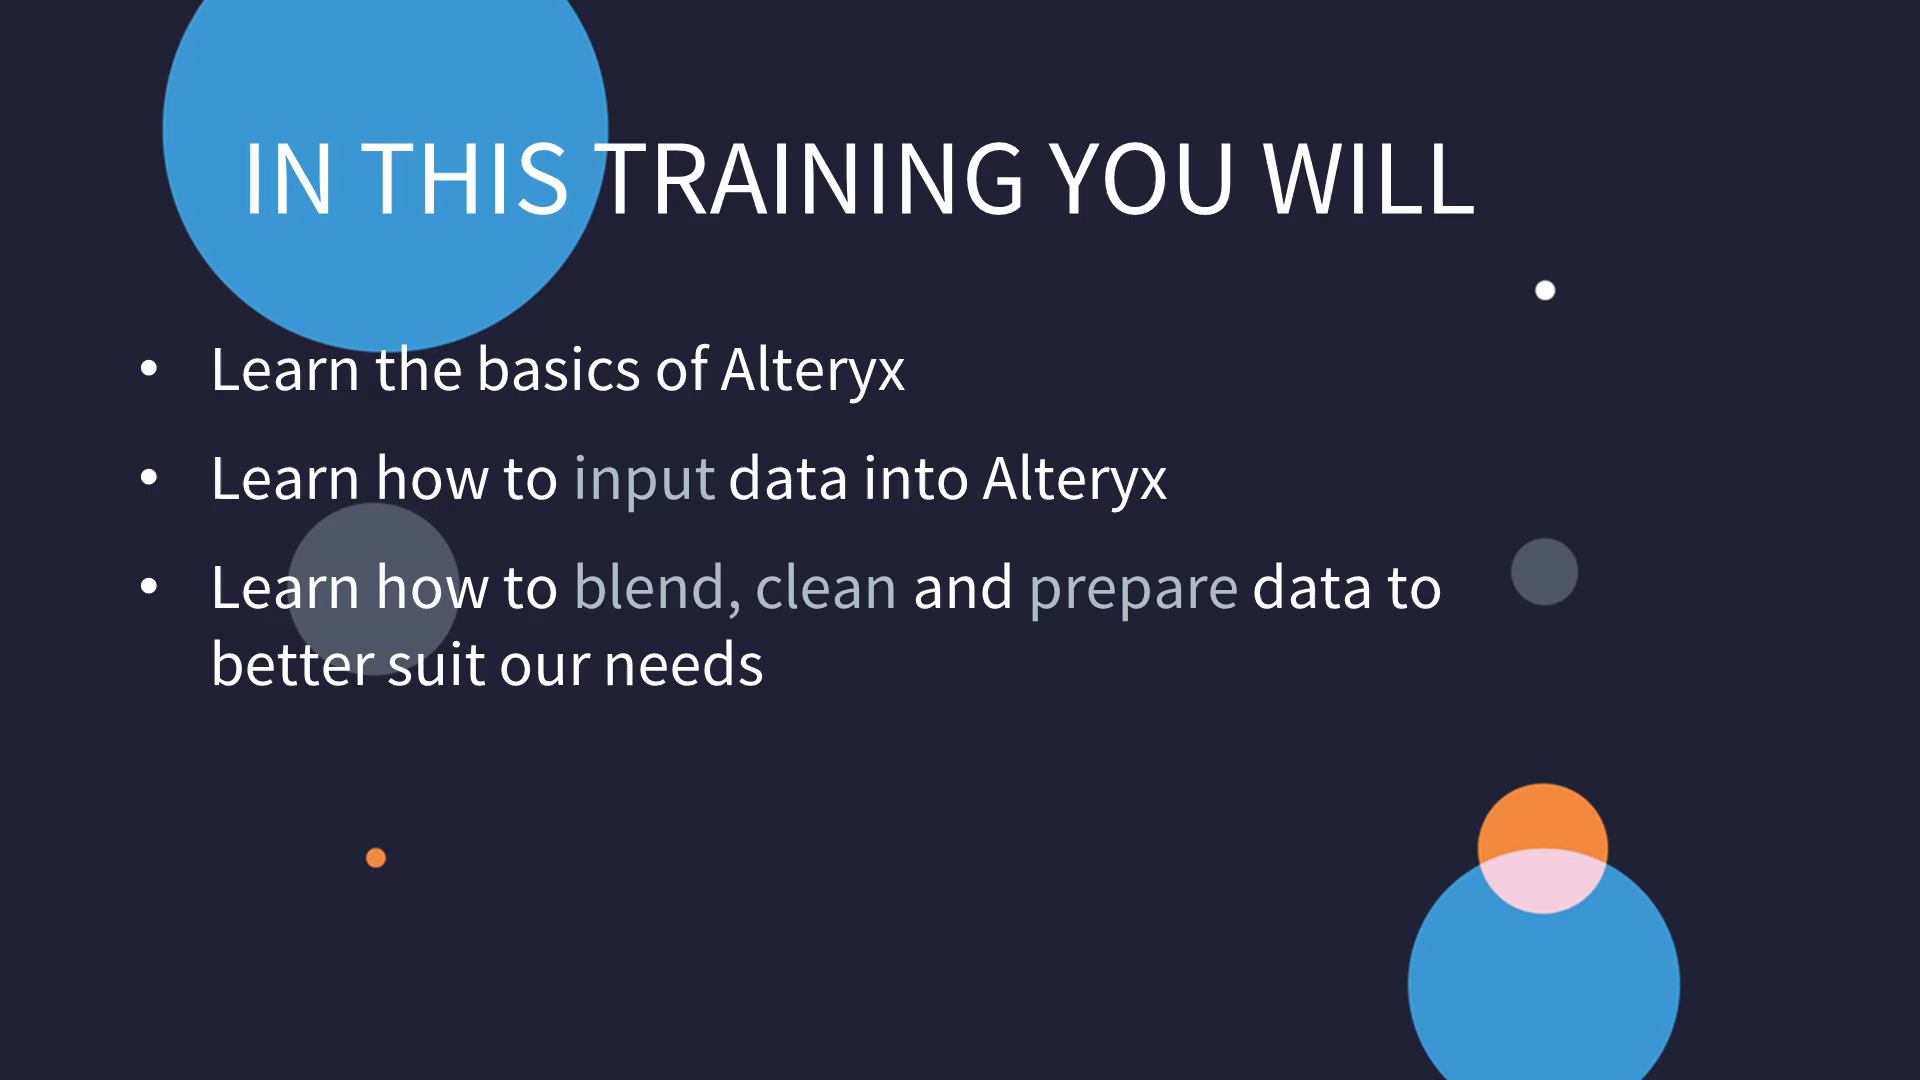 IN THIS TRAINING YOU WILL
• Learn the basics of Alteryx
• Learn how to input data into Alteryx
• Learn how to blend, clean and prepare data to
better suit our needs